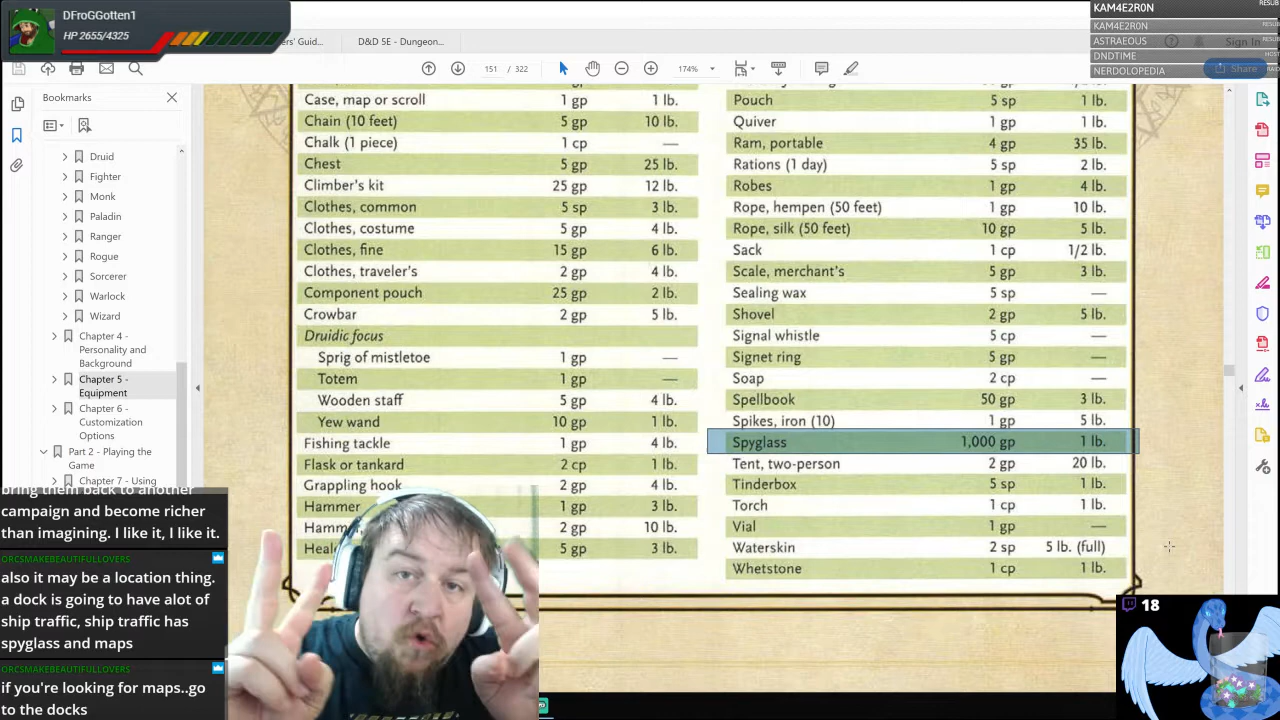 DFroGGotten1
HP 2655/4325
ers' Guid...
D&D 5E - Dungeon...
KAM4E2R0N
RESUB
KAM4E2R0N
RESUB
ASTRAEOUS
RESUB
DNDTIME
HOST
NERDOLOPEDIA
RAID
Sign In
Share
151
174%
Bookmarks
Druid
Fighter
Monk
Paladin
Ranger
Rogue
Sorcerer
Warlock
Wizard
Chapter 4 -
Personality and
Background
Chapter 5 -
Equipment
Chapter 6 -
Customization
Options
Part 2 - Playing the
Game
Chapter 7 - Using
Case, map or scroll 1 gp 1 lb.
Chain (10 feet) 5 gp 10 lb.
Chalk (1 piece) 1 cp —
Chest 5 gp 25 lb.
Climber's kit 25 gp 12 lb.
Clothes, common 5 sp 3 lb.
Clothes, costume 5 gp 4 lb.
Clothes, fine 15 gp 6 lb.
Clothes, traveler's 2 gp 4 lb.
Component pouch 25 gp 2 lb.
Crowbar 2 gp 5 lb.
Druidic focus
Sprig of mistletoe 1 gp —
Totem 1 gp —
Wooden staff 5 gp 4 lb.
Yew wand 10 gp 1 lb.
Fishing tackle 1 gp 4 lb.
Flask or tankard 2 cp 1 lb.
Grappling hook 2 gp 4 lb.
Hammer 1 gp 3 lb.
Hamm 2 gp 10 lb.
Heale 5 gp 3 lb.
Pouch 5 sp 1 lb.
Quiver 1 gp 1 lb.
Ram, portable 4 gp 35 lb.
Rations (1 day) 5 sp 2 lb.
Robes 1 gp 4 lb.
Rope, hempen (50 feet) 1 gp 10 lb.
Rope, silk (50 feet) 10 gp 5 lb.
Sack 1 cp 1/2 lb.
Scale, merchant's 5 gp 3 lb.
Sealing wax 5 sp —
Shovel 2 gp 5 lb.
Signal whistle 5 cp —
Signet ring 5 gp —
Soap 2 cp —
Spellbook 50 gp 3 lb.
Spikes, iron (10) 1 gp 5 lb.
Spyglass 1,000 gp 1 lb.
Tent, two-person 2 gp 20 lb.
Tinderbox 5 sp 1 lb.
Torch 1 cp 1 lb.
Vial 1 gp —
Waterskin 2 sp 5 lb. (full)
Whetstone 1 cp 1 lb.
bring them back to another
campaign and become richer
than imagining. I like it, I like it.
ORCSMAKEBEAUTIFULLOVERS
also it may be a location thing.
a dock is going to have alot of
ship traffic, ship traffic has
spyglass and maps
ORCSMAKEBEAUTIFULLOVERS
if you're looking for maps..go
to the docks
18